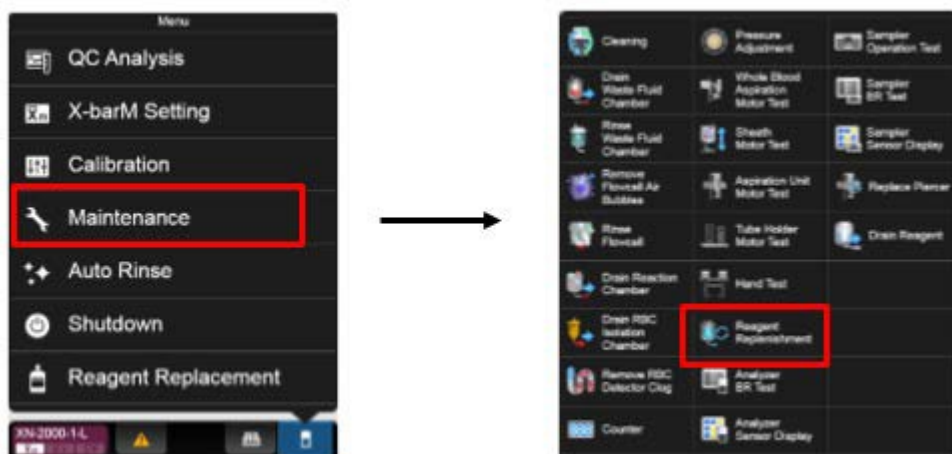 Menu
QC Analysis
X-barM Setting
Calibration
Maintenance
Auto Rinse
Shutdown
Reagent Replacement
XN-2000-1-L
Cleaning
Pressure
Adjustment
Sampler
Operation Test
Drain
Waste Fluid
Chamber
Whole Blood
Aspiration
Motor Test
Sampler
BR Test
Rinse
Waste Fluid
Chamber
Sheath
Motor Test
Sampler
Sensor Display
Remove
Flowcell Air
Bubbles
Aspiration Unit
Motor Test
Replace Piercer
Rinse
Flowcell
Tube Holder
Motor Test
Drain Reagent
Drain Reaction
Chamber
Hand Test
Drain RBC
Isolation
Chamber
Reagent
Replenishment
Remove RBC
Detector Clog
Analyzer
BR Test
Counter
Analyzer
Sensor Display